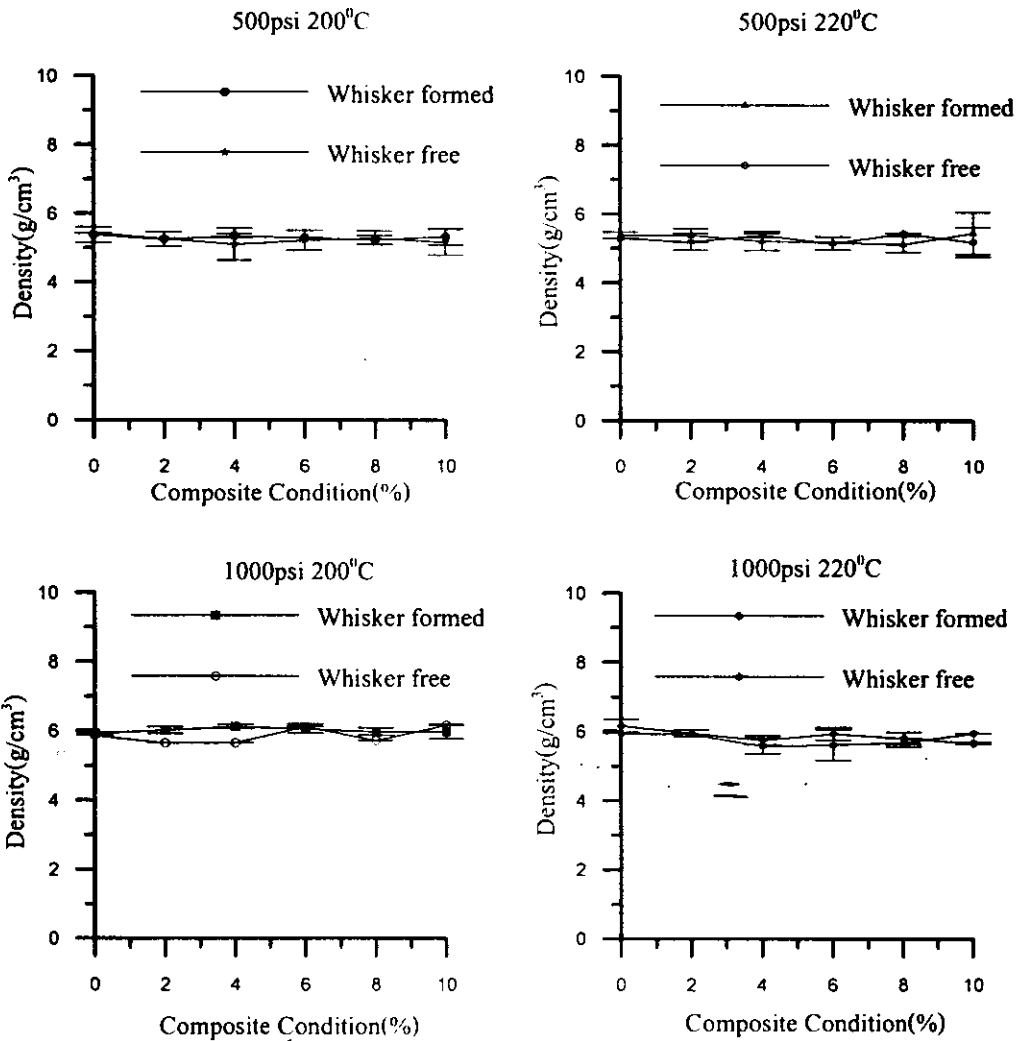 500psi 200⁰C
10
8
6
4
2
0
Density(g/cm³)
Whisker formed
Whisker free
0 2 4 6 8 10
Composite Condition(%)
500psi 220⁰C
10
8
6
4
2
0
Density(g/cm³)
Whisker formed
Whisker free
0 2 4 6 8 10
Composite Condition(%)
1000psi 200⁰C
10
8
6
4
2
0
Density(g/cm³)
Whisker formed
Whisker free
0 2 4 6 8 10
Composite Condition(%)
1000psi 220⁰C
10
8
6
4
2
0
Density(g/cm³)
Whisker formed
Whisker free
0 2 4 6 8 10
Composite Condition(%)